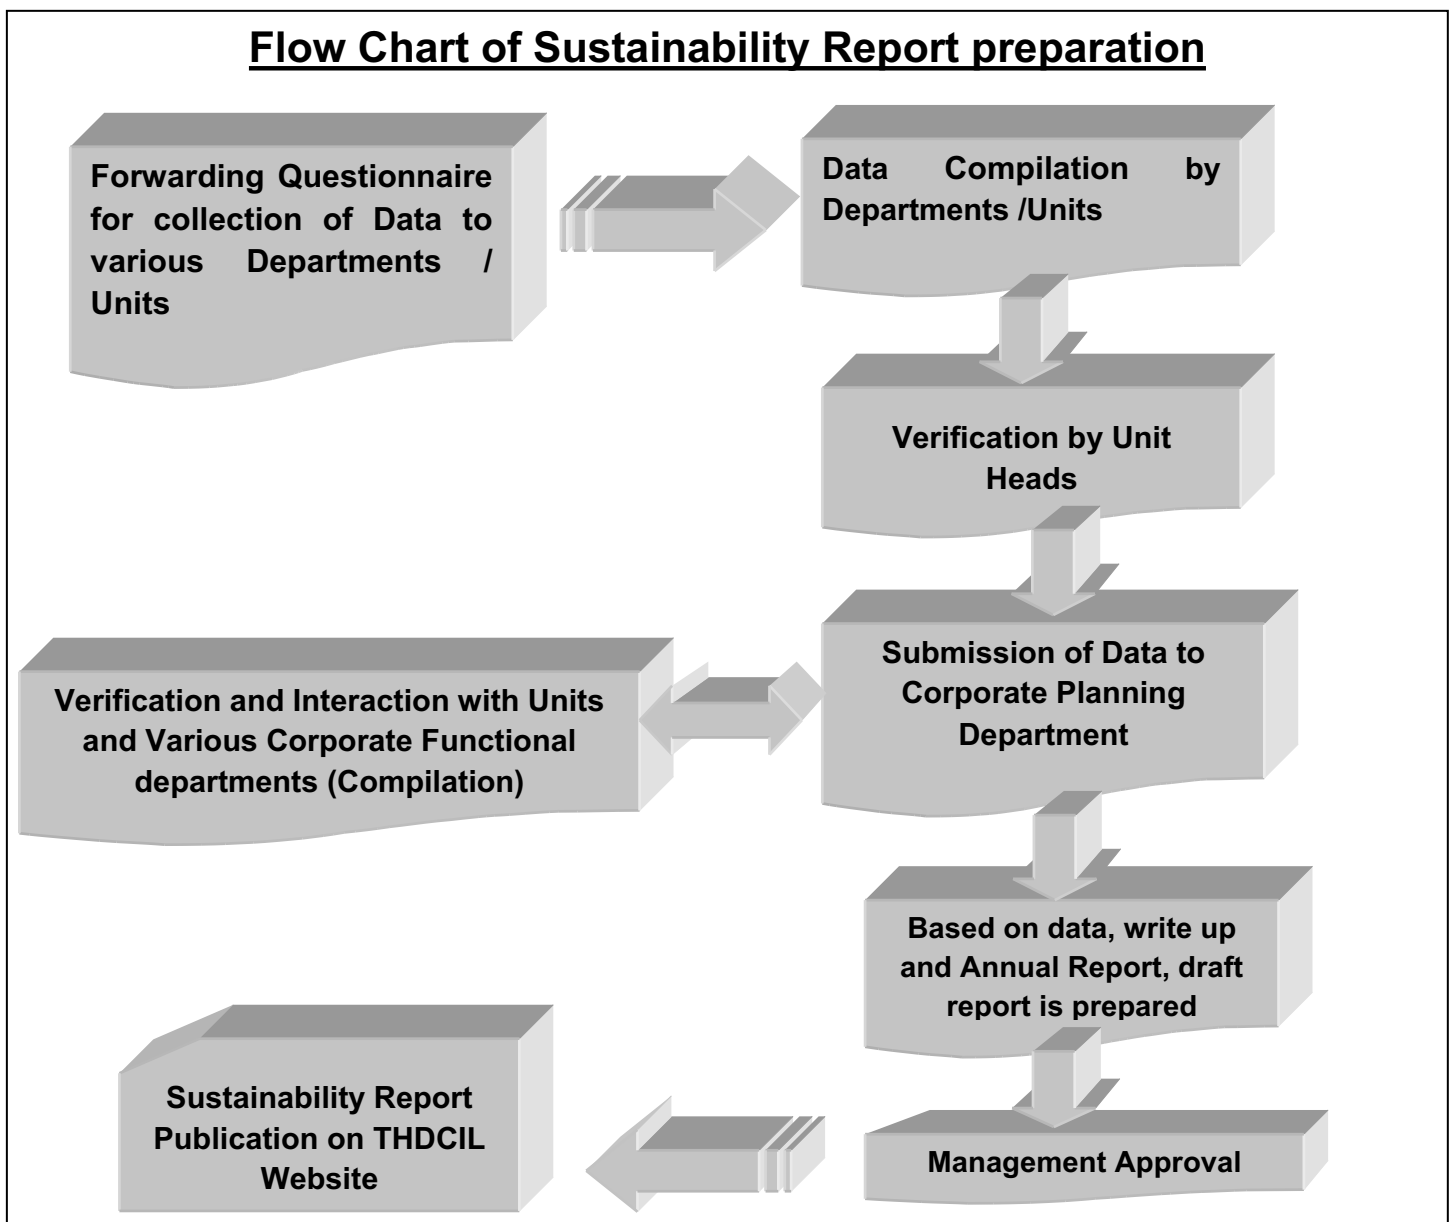 Flow Chart of Sustainability Report preparation
Forwarding Questionnaire
for collection of Data to
various Departments /
Units
Data Compilation by
Departments /Units
Verification by Unit
Heads
Submission of Data to
Corporate Planning
Department
Verification and Interaction with Units
and Various Corporate Functional
departments (Compilation)
Based on data, write up
and Annual Report, draft
report is prepared
Management Approval
Sustainability Report
Publication on THDCIL
Website